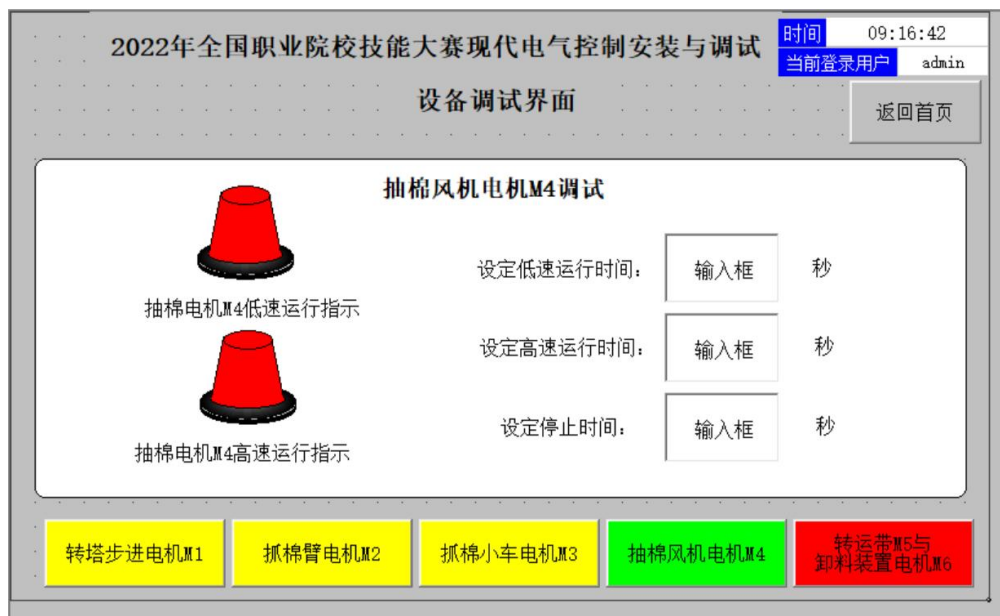 2022年全国职业院校技能大赛现代电气控制安装与调试
时间 09:16:42
当前登录用户 admin
设备调试界面
返回首页
抽棉风机电机M4调试
设定低速运行时间： 输入框 秒
抽棉电机M4低速运行指示
设定高速运行时间： 输入框 秒
设定停止时间： 输入框 秒
抽棉电机M4高速运行指示
转塔步进电机M1
抓棉臂电机M2
抓棉小车电机M3
抽棉风机电机M4
转运带M5与
卸料装置电机M6